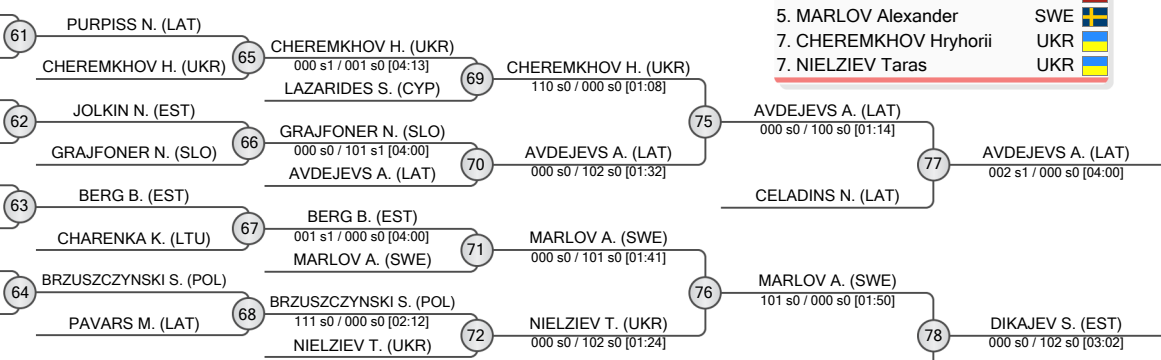 5. MARLOV Alexander SWE
7. CHEREMKHOV Hryhorii UKR
7. NIELZIEV Taras UKR
61
PURPISS N. (LAT)
CHEREMKHOV H. (UKR)
65
CHEREMKHOV H. (UKR)
000 s1 / 001 s0 [04:13]
LAZARIDES S. (CYP)
69
CHEREMKHOV H. (UKR)
110 s0 / 000 s0 [01:08]
62
JOLKIN N. (EST)
GRAJFONER N. (SLO)
66
GRAJFONER N. (SLO)
000 s0 / 101 s1 [04:00]
AVDEJEVS A. (LAT)
70
AVDEJEVS A. (LAT)
000 s0 / 102 s0 [01:32]
75
AVDEJEVS A. (LAT)
000 s0 / 100 s0 [01:14]
CELADINS N. (LAT)
77
AVDEJEVS A. (LAT)
002 s1 / 000 s0 [04:00]
63
BERG B. (EST)
CHARENKA K. (LTU)
67
BERG B. (EST)
001 s1 / 000 s0 [04:00]
MARLOV A. (SWE)
71
MARLOV A. (SWE)
000 s0 / 101 s0 [01:41]
64
BRZUSZCZYNSKI S. (POL)
PAVARS M. (LAT)
68
BRZUSZCZYNSKI S. (POL)
111 s0 / 000 s0 [02:12]
NIELZIEV T. (UKR)
72
NIELZIEV T. (UKR)
000 s0 / 102 s0 [01:24]
76
MARLOV A. (SWE)
101 s0 / 000 s0 [01:50]
78
DIKAJEV S. (EST)
000 s0 / 102 s0 [03:02]